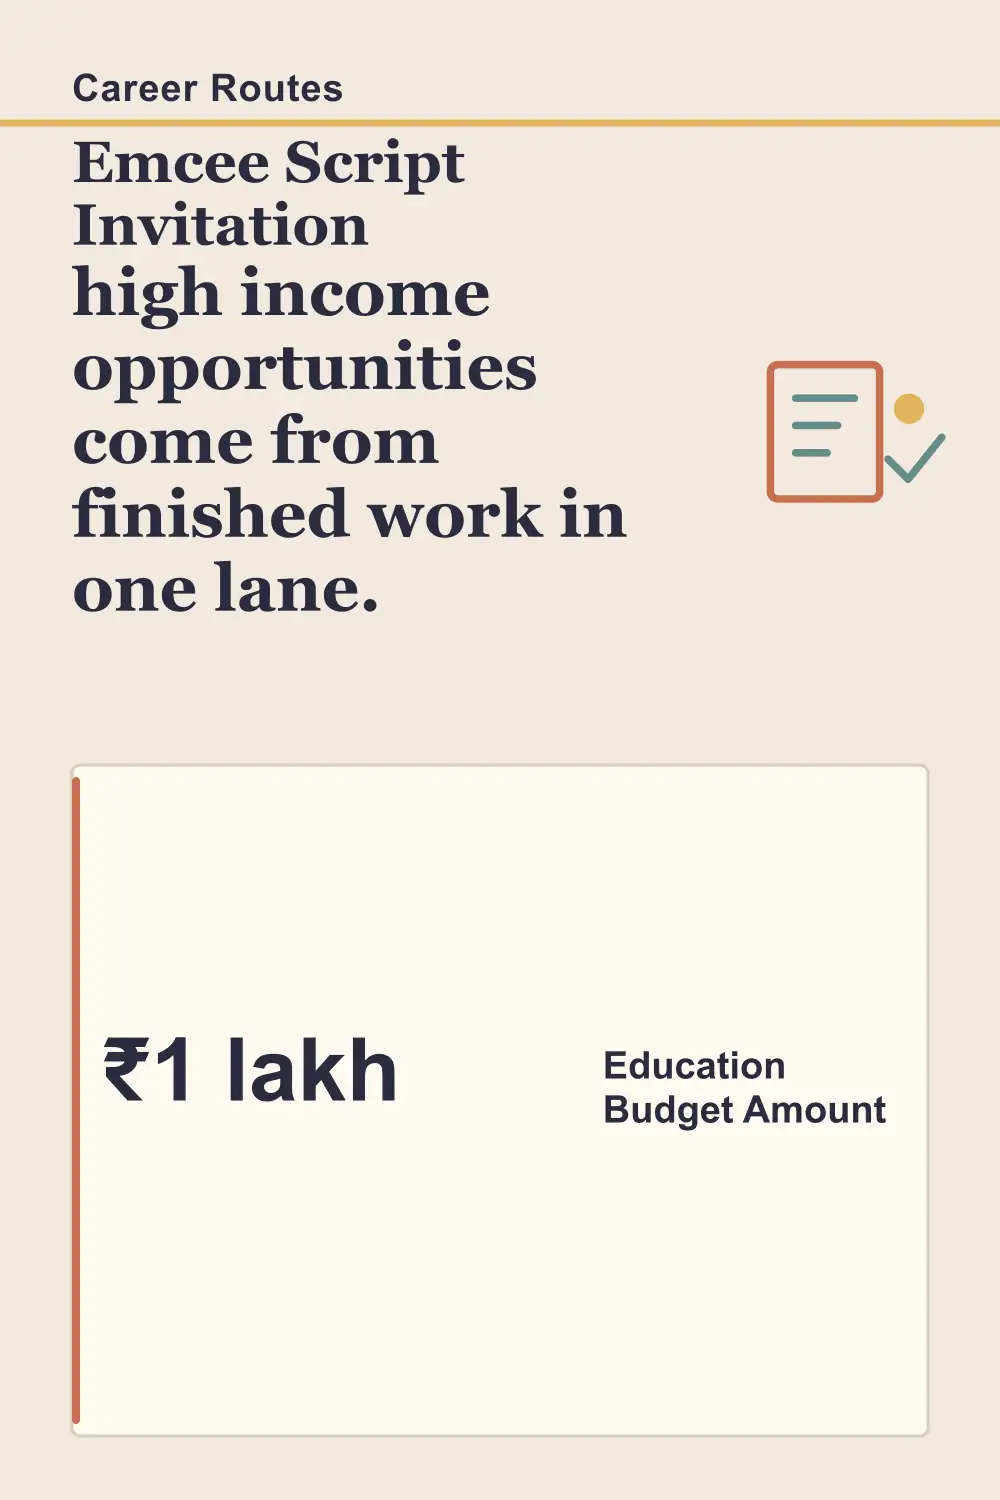 Career Routes
Emcee Script
Invitation
high income
opportunities
come from
finished work in
one lane.
₹1 lakh
Education
Budget Amount